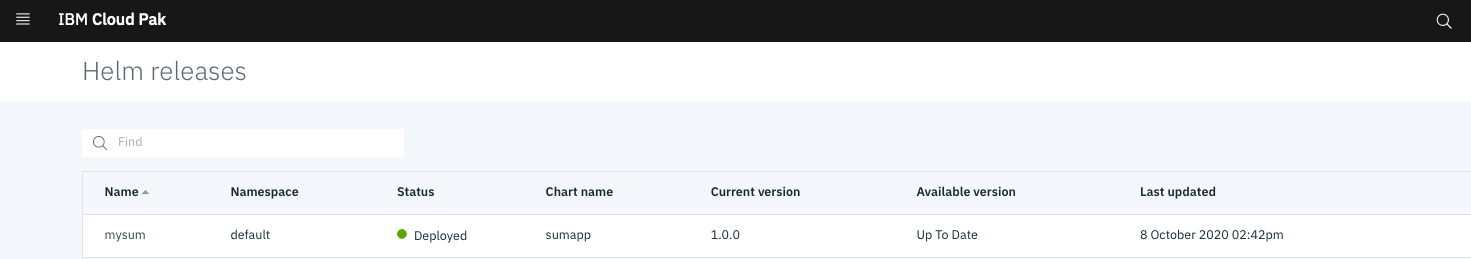 IBM Cloud Pak
Helm releases
Find
Name Namespace Status Chart name Current version Available version Last updated
mysum default Deployed sumapp 1.0.0 Up To Date 8 October 2020 02:42pm